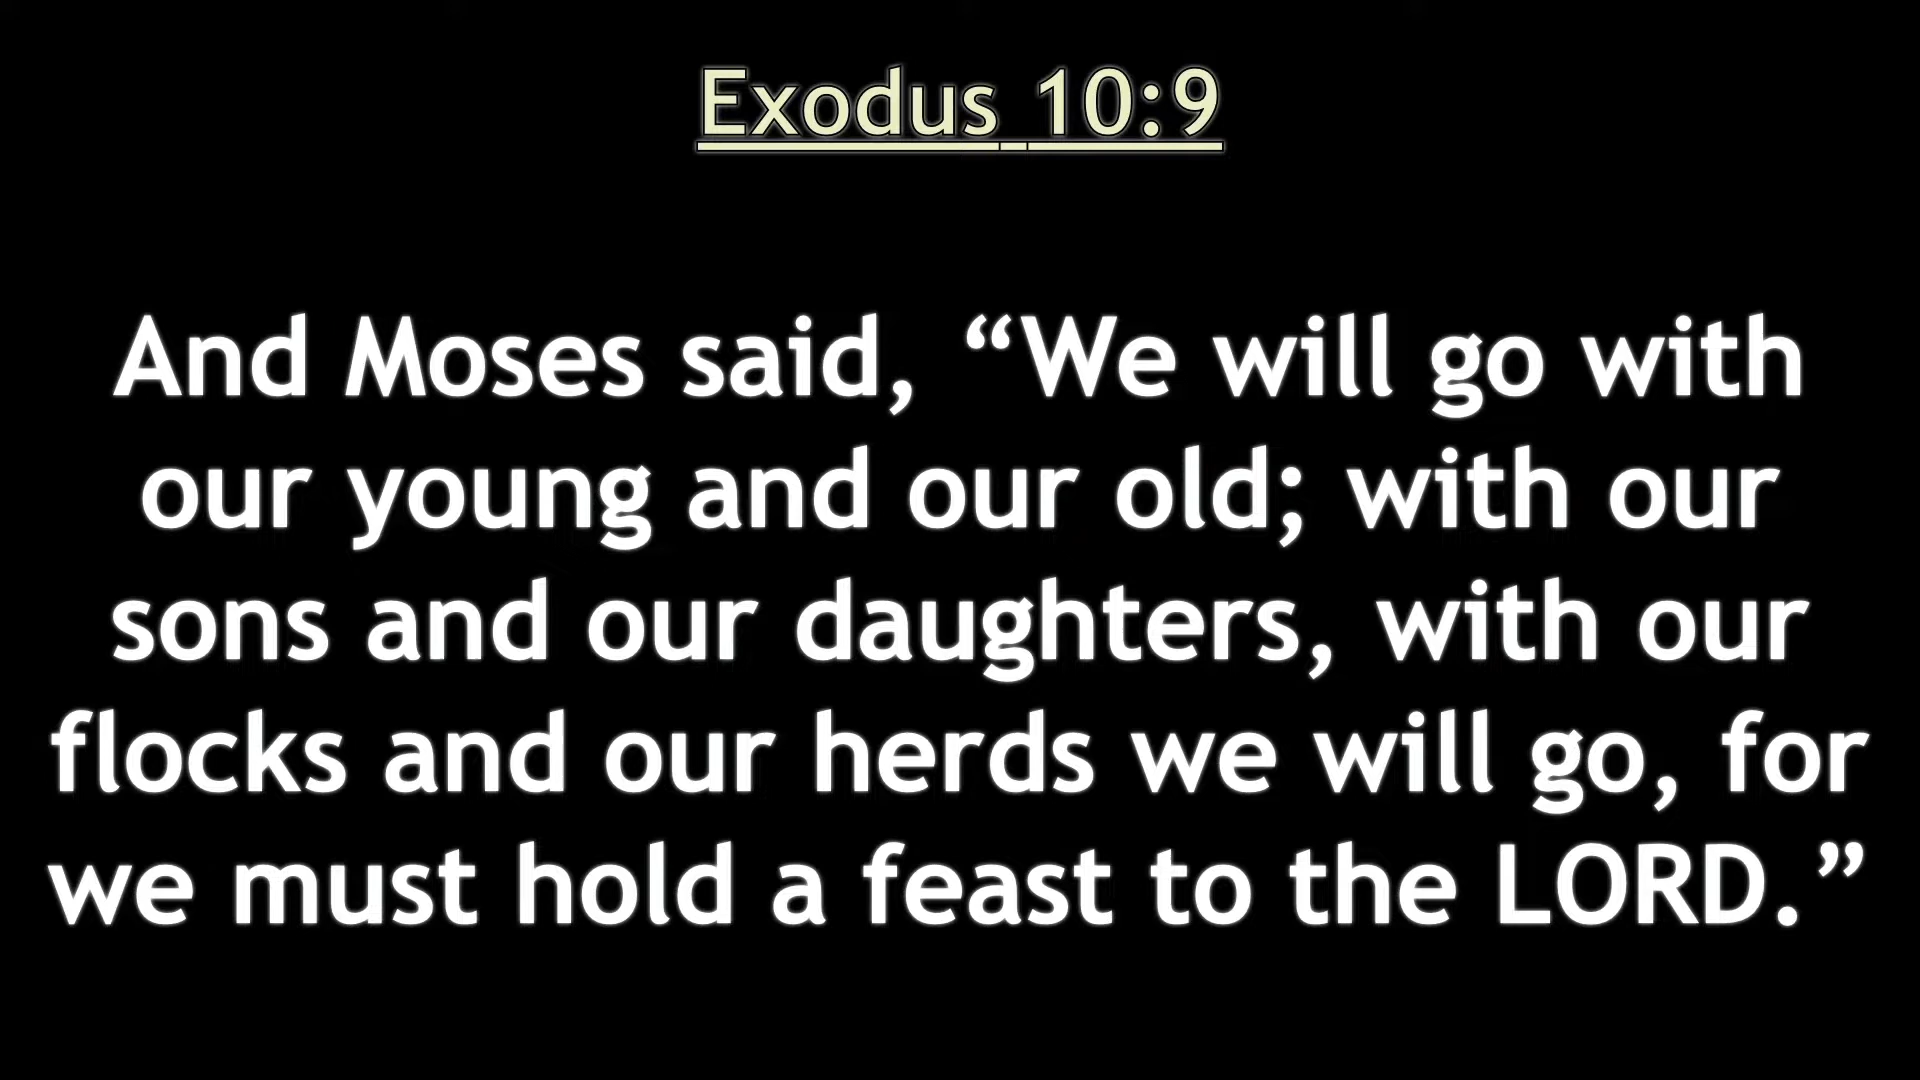 Exodus 10:9
And Moses said, “We will go with
our young and our old; with our
sons and our daughters, with our
flocks and our herds we will go, for
we must hold a feast to the LORD.”